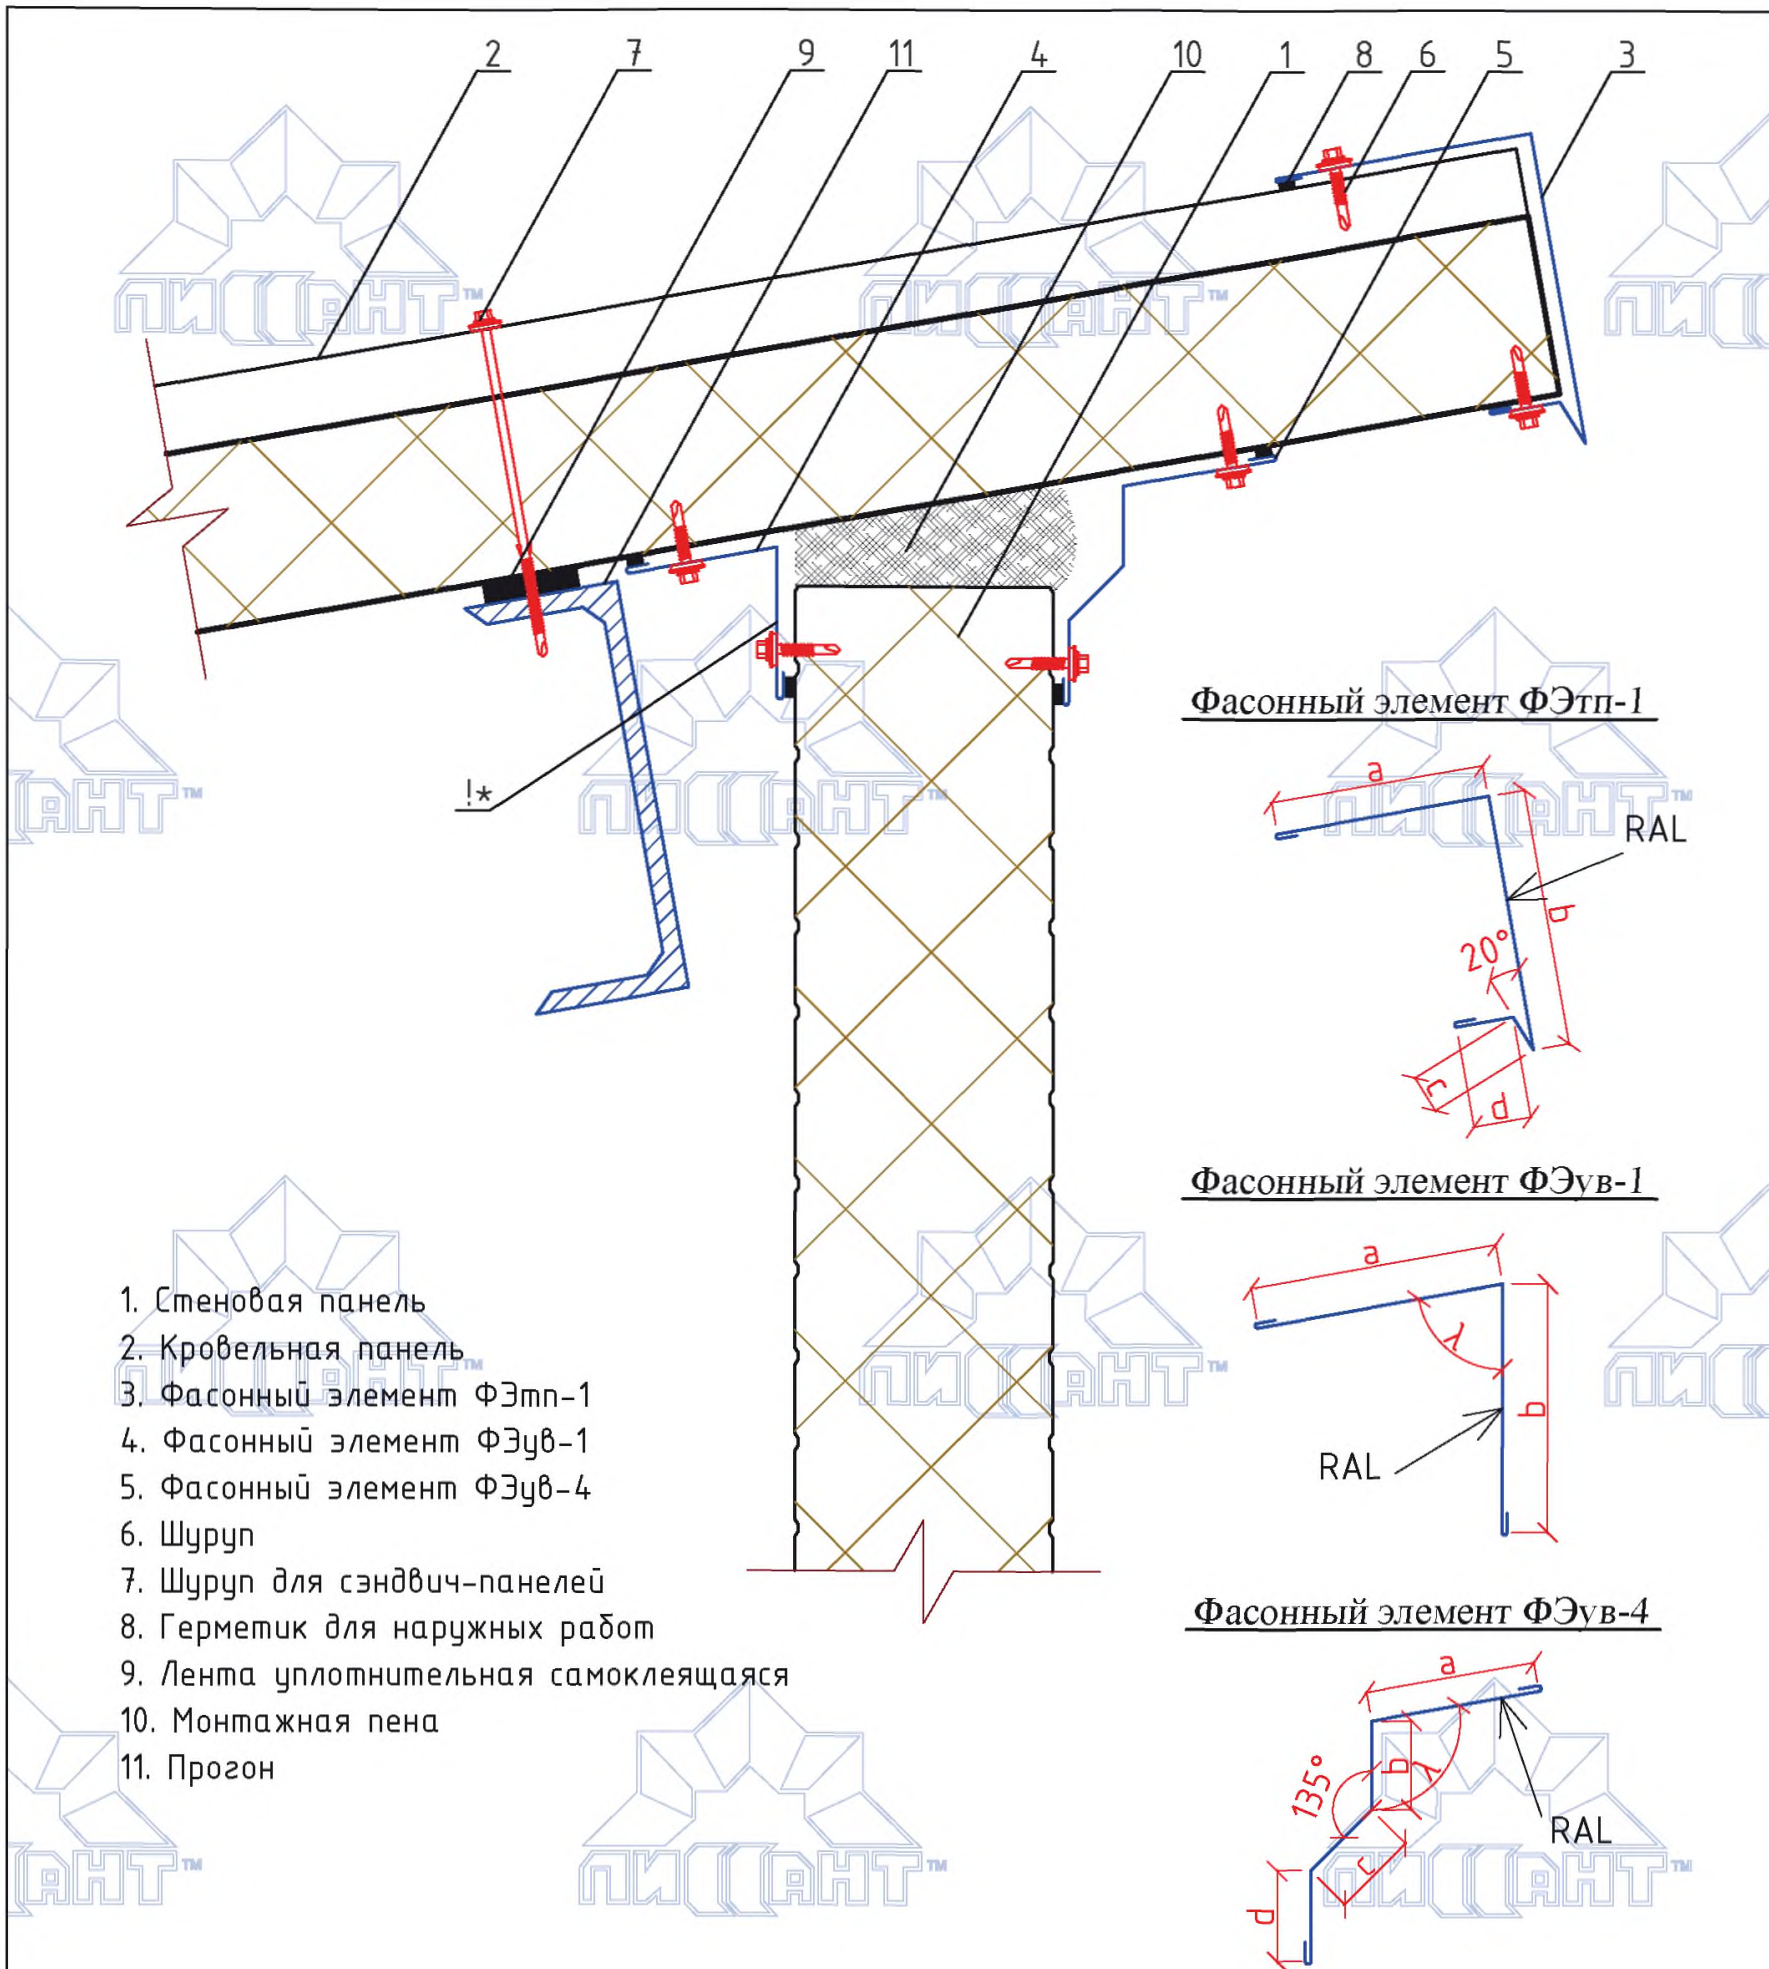 2 7 9 11 4 10 1 8 6 5 3
!*
Фасонный элемент ФЭтп-1
a
RAL
b
20°
c
d
Фасонный элемент ФЭув-1
a
λ
b
RAL
Фасонный элемент ФЭув-4
a
b
λ
135°
RAL
c
d
1. Стеновая панель
2. Кровельная панель
3. Фасонный элемент ФЭтп-1
4. Фасонный элемент ФЭув-1
5. Фасонный элемент ФЭув-4
6. Шуруп
7. Шуруп для сэндвич-панелей
8. Герметик для наружных работ
9. Лента уплотнительная самоклеящаяся
10. Монтажная пена
11. Прогон
ПИССАНТ™